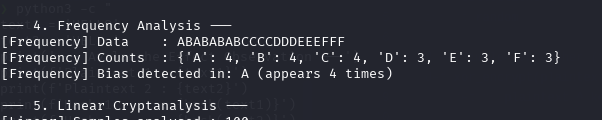 ─── 4. Frequency Analysis ───
[Frequency] Data    : ABABABABCCCCDDDEEEFFF
[Frequency] Counts  : {'A': 4, 'B': 4, 'C': 4, 'D': 3, 'E': 3, 'F': 3}
[Frequency] Bias detected in: A (appears 4 times)
─── 5. Linear Cryptanalysis ───
[Linear] Samples analysed : 100